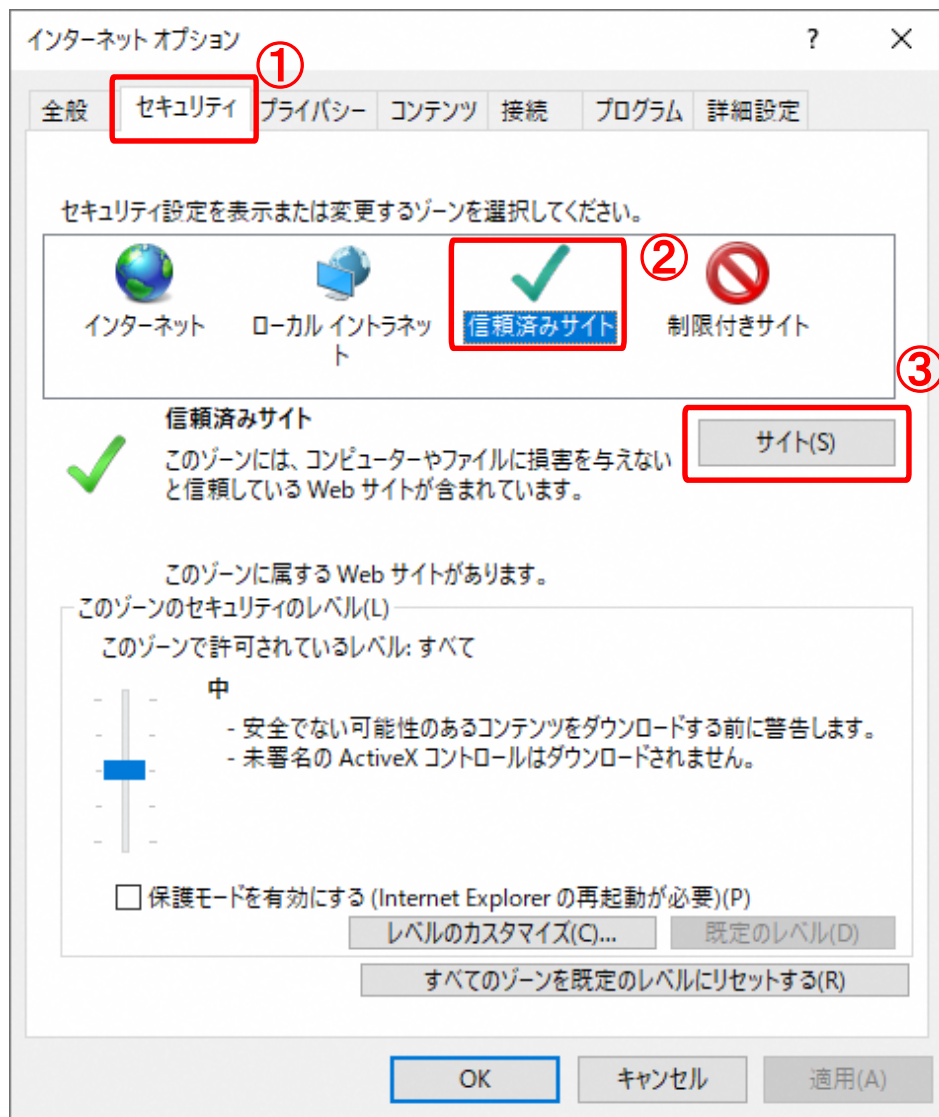 インターネット オプション ? ×
①
全般 セキュリティ プライバシー コンテンツ 接続 プログラム 詳細設定
セキュリティ設定を表示または変更するゾーンを選択してください。
②
インターネット ローカル イントラネッ
ト 信頼済みサイト 制限付きサイト
③
信頼済みサイト
サイト(S)
このゾーンには、コンピューターやファイルに損害を与えない
と信頼している Web サイトが含まれています。
このゾーンに属する Web サイトがあります。
このゾーンのセキュリティのレベル(L)
このゾーンで許可されているレベル: すべて
中
- 安全でない可能性のあるコンテンツをダウンロードする前に警告します。
- 未署名の ActiveX コントロールはダウンロードされません。
保護モードを有効にする (Internet Explorer の再起動が必要)(P)
レベルのカスタマイズ(C)... 既定のレベル(D)
すべてのゾーンを既定のレベルにリセットする(R)
OK キャンセル 適用(A)